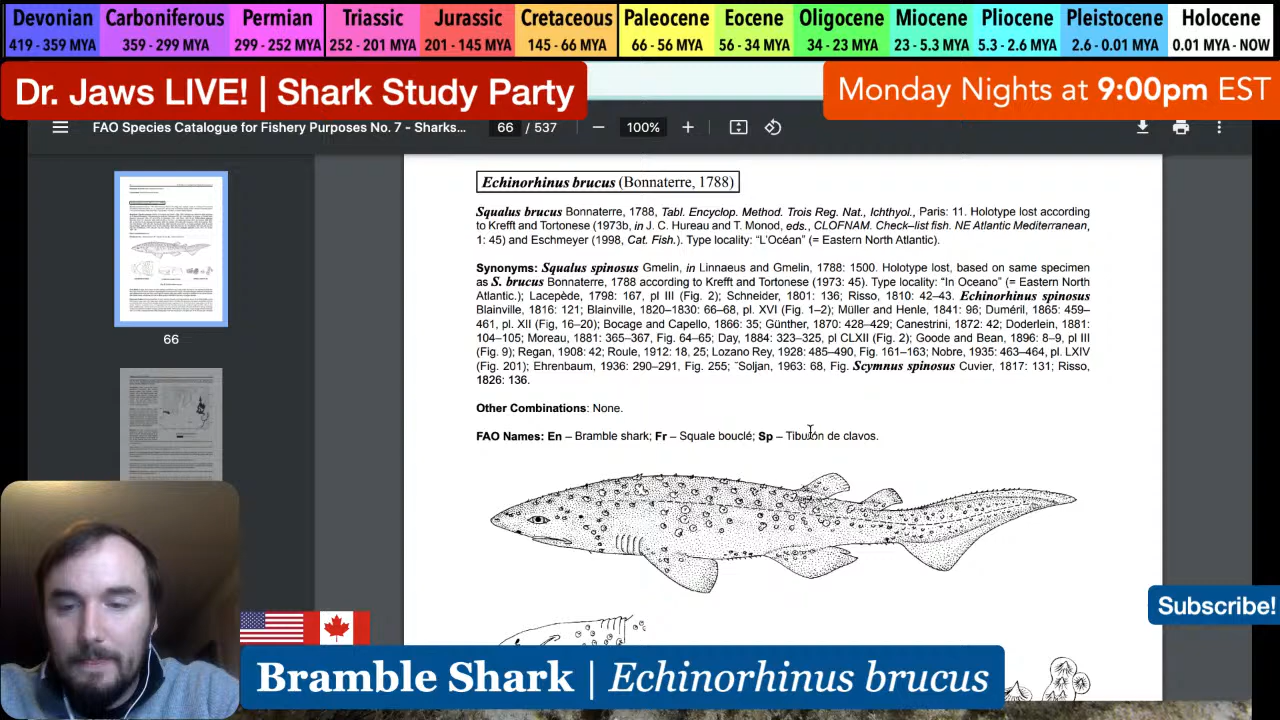 Devonian Carboniferous Permian Triassic Jurassic Cretaceous Paleocene Eocene Oligocene Miocene Pliocene Pleistocene Holocene
419 - 359 MYA 359 - 299 MYA 299 - 252 MYA 252 - 201 MYA 201 - 145 MYA 145 - 66 MYA 66 - 56 MYA 56 - 34 MYA 34 - 23 MYA 23 - 5.3 MYA 5.3 - 2.6 MYA 2.6 - 0.01 MYA 0.01 MYA - NOW
Dr. Jaws LIVE! | Shark Study Party
Monday Nights at 9:00pm EST
FAO Species Catalogue for Fishery Purposes No. 7 - Sharks... 66 / 537 100%
Echinorhinus brucus (Bonnaterre, 1788)
Squalus brucus Bonnaterre, 1788, Tabl. Encyclop. Method. Trois Reg. Nat., Ichthyol., Paris: 11. Holotype lost according
to Krefft and Tortonese (1973b, in J. C. Hureau and T. Monod, eds., CLOFNAM. Check–list fish. NE Atlantic Mediterranean,
1: 45) and Eschmeyer (1998, Cat. Fish.). Type locality: “L’Océan” (= Eastern North Atlantic).
Synonyms: Squalus spinosus Gmelin, in Linnaeus and Gmelin, 1788: 1500. Holotype lost, based on same specimen
as S. brucus Bonnaterre, 1788 according to Krefft and Tortonese (1973: 45). Type locality: “In Oceano” (= Eastern North
Atlantic.); Lacepède, 1798: 167, pl III (Fig. 2); Schneider, 1801: 136; Risso, 1810: 42–43. Echinorhinus spinosus
Blainville, 1816: 121; Blainville, 1820–1830: 66–68, pl. XVI (Fig. 1–2); Müller and Henle, 1841: 96; Duméril, 1865: 459–
461, pl. XII (Fig, 16–20); Bocage and Capello, 1866: 35; Günther, 1870: 428–429; Canestrini, 1872: 42; Doderlein, 1881:
104–105; Moreau, 1881: 365–367, Fig. 64–65; Day, 1884: 323–325, pl CLXII (Fig. 2); Goode and Bean, 1896: 8–9, pl III
(Fig. 9); Regan, 1908: 42; Roule, 1912: 18, 25; Lozano Rey, 1928: 485–490, Fig. 161–163; Nobre, 1935: 463–464, pl. LXIV
(Fig. 201); Ehrenbaum, 1936: 290–291, Fig. 255; ˇSoljan, 1963: 68, Fig. Scymnus spinosus Cuvier, 1817: 131; Risso,
1826: 136.
Other Combinations: None.
FAO Names: En – Bramble shark; Fr – Squale bouclé; Sp – Tiburón de clavos.
66
Subscribe!
Bramble Shark | Echinorhinus brucus